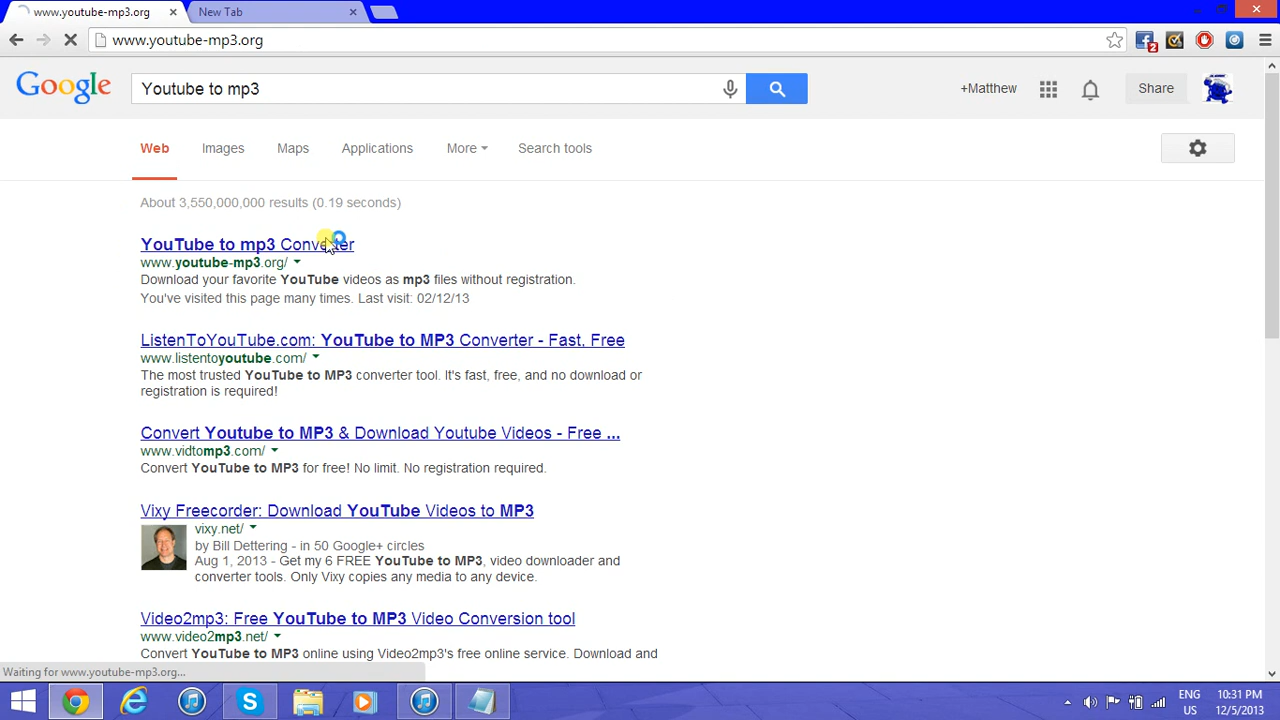 www.youtube-mp3.org
New Tab
www.youtube-mp3.org
2
Google
Youtube to mp3
+Matthew
Share
Web Images Maps Applications More Search tools
About 3,550,000,000 results (0.19 seconds)
YouTube to mp3 Converter
www.youtube-mp3.org/
Download your favorite YouTube videos as mp3 files without registration.
You've visited this page many times. Last visit: 02/12/13
ListenToYouTube.com: YouTube to MP3 Converter - Fast, Free
www.listentoyoutube.com/
The most trusted YouTube to MP3 converter tool. It's fast, free, and no download or
registration is required!
Convert Youtube to MP3 & Download Youtube Videos - Free ...
www.vidtomp3.com/
Convert YouTube to MP3 for free! No limit. No registration required.
Vixy Freecorder: Download YouTube Videos to MP3
vixy.net/
by Bill Dettering - in 50 Google+ circles
Aug 1, 2013 - Get my 6 FREE YouTube to MP3, video downloader and
converter tools. Only Vixy copies any media to any device.
Video2mp3: Free YouTube to MP3 Video Conversion tool
www.video2mp3.net/
Convert YouTube to MP3 online using Video2mp3's free online service. Download and
Waiting for www.youtube-mp3.org...
ENG
US
10:31 PM
12/5/2013